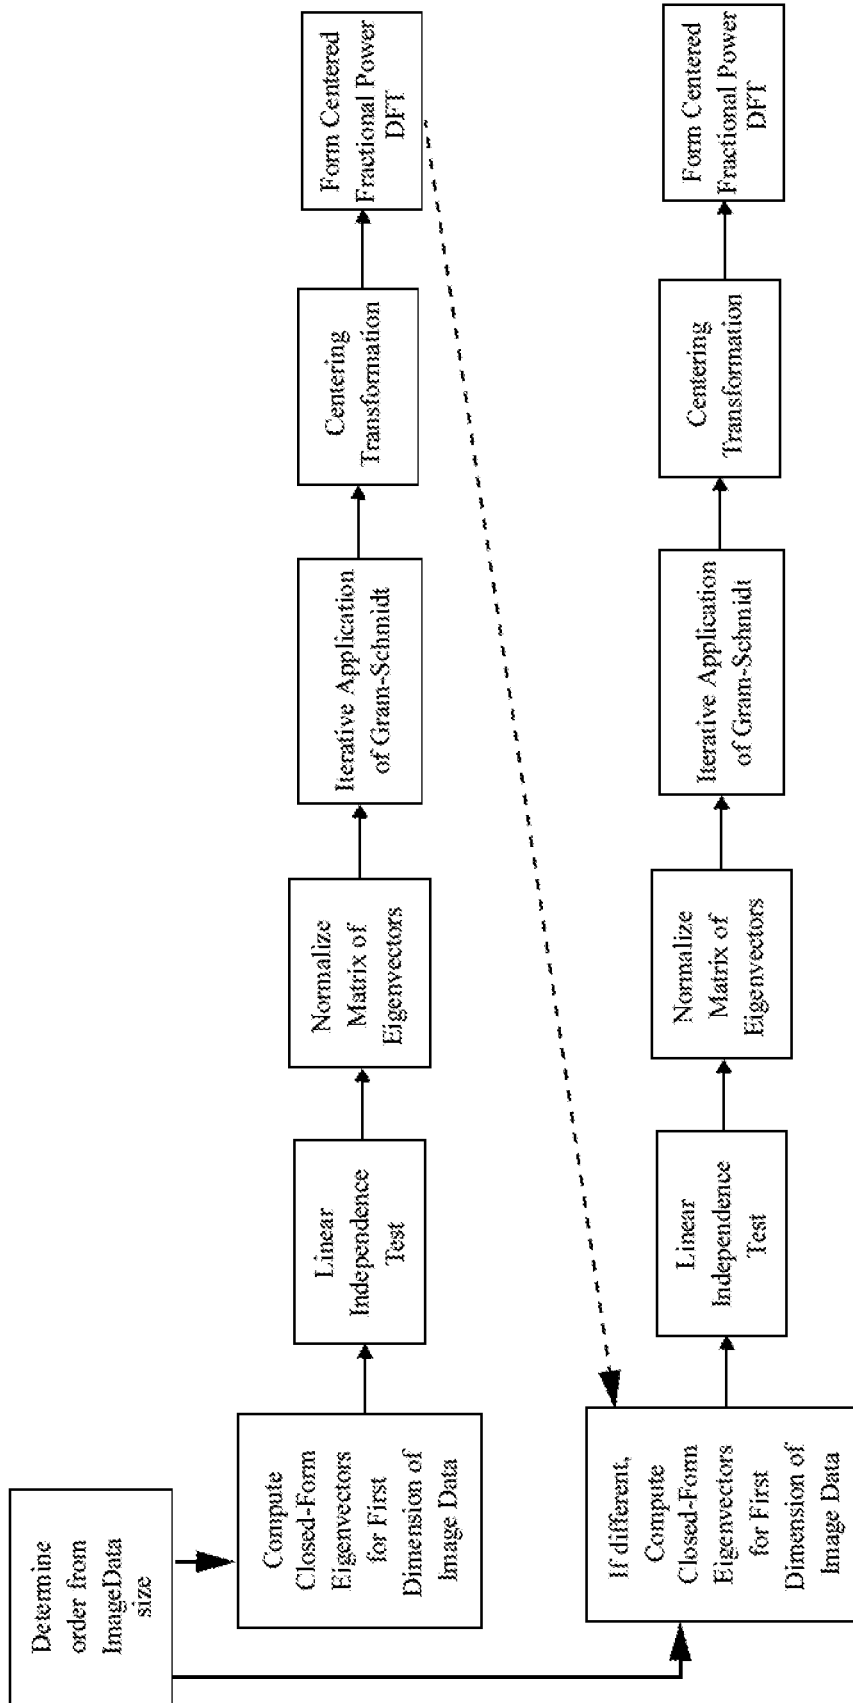 Determine
order from
ImageData
size
Compute
Closed-Form
Eigenvectors
for First
Dimension of
Image Data
Linear
Independence
Test
Normalize
Matrix of
Eigenvectors
Iterative Application
of Gram-Schmidt
Centering
Transformation
Form Centered
Fractional Power
DFT
If different,
Compute
Closed-Form
Eigenvectors
for First
Dimension of
Image Data
Linear
Independence
Test
Normalize
Matrix of
Eigenvectors
Iterative Application
of Gram-Schmidt
Centering
Transformation
Form Centered
Fractional Power
DFT